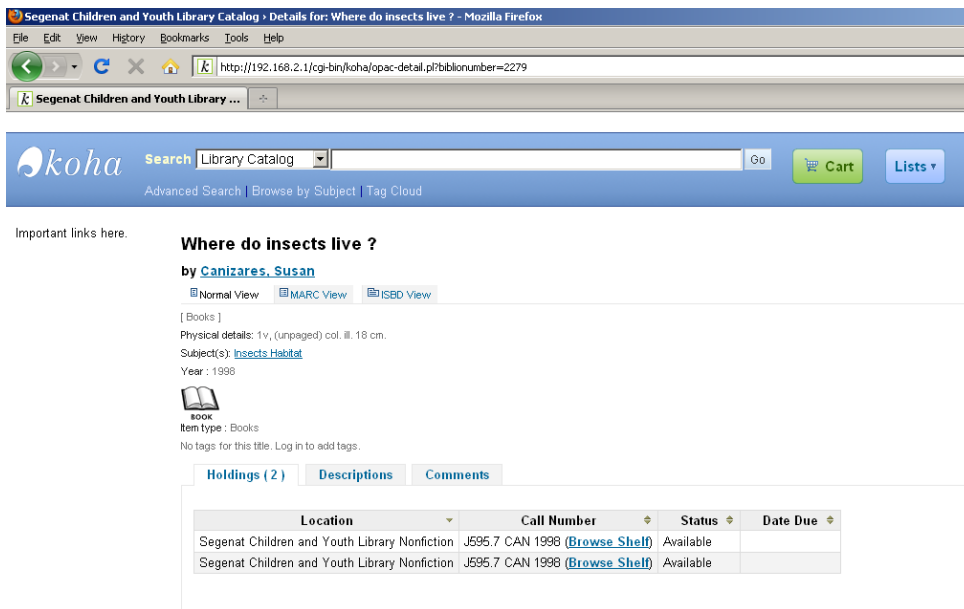 Segenat Children and Youth Library Catalog › Details for: Where do insects live ? - Mozilla Firefox
File Edit View History Bookmarks Tools Help
k http://192.168.2.1/cgi-bin/koha/opac-detail.pl?biblionumber=2279
k Segenat Children and Youth Library ...
koha Search Library Catalog Go Cart Lists
Advanced Search | Browse by Subject | Tag Cloud
Important links here.
Where do insects live ?
by Canizares, Susan
Normal View MARC View ISBD View
[ Books ]
Physical details: 1v, (unpaged) col. ill. 18 cm.
Subject(s): Insects Habitat
Year : 1998
BOOK
Item type : Books
No tags for this title. Log in to add tags.
Holdings ( 2 ) Descriptions Comments
Location Call Number Status Date Due
Segenat Children and Youth Library Nonfiction J595.7 CAN 1998 (Browse Shelf) Available
Segenat Children and Youth Library Nonfiction J595.7 CAN 1998 (Browse Shelf) Available